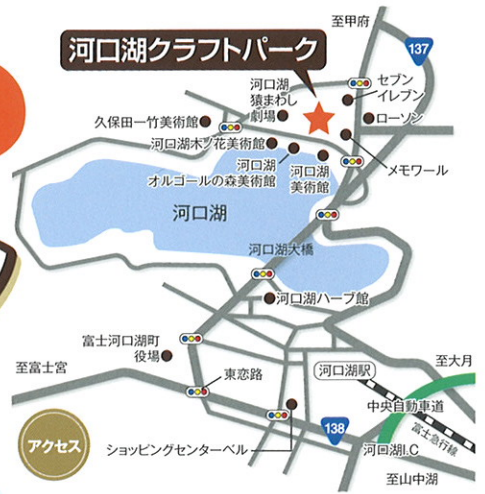 至甲府
137
河口湖クラフトパーク
セブン
イレブン
河口湖
猿まわし
劇場
ローソン
久保田一竹美術館
河口湖木ノ花美術館
メモワール
河口湖
オルゴールの森美術館
河口湖
美術館
河口湖
河口湖大橋
河口湖ハーブ館
富士河口湖町
役場
至富士宮
東恋路
河口湖駅
至大月
中央自動車道
富士急行線
138
河口湖I.C
アクセス
ショッピングセンターベル
至山中湖